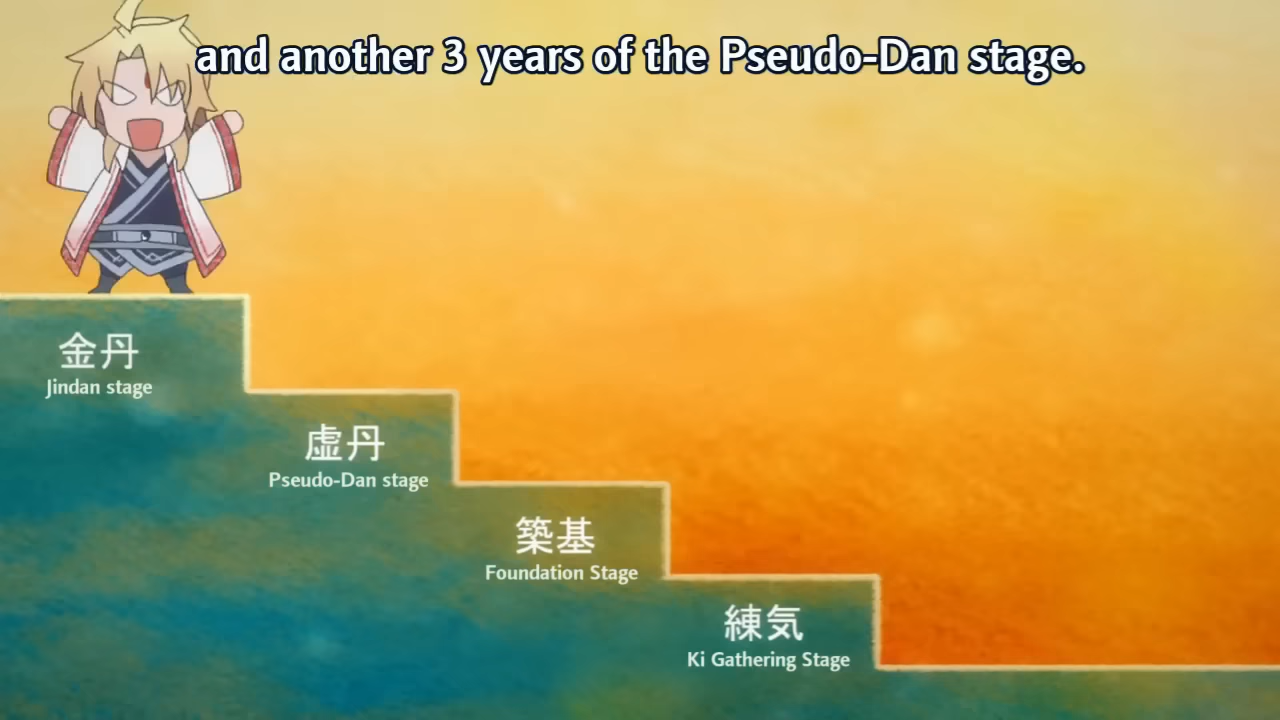 and another 3 years of the Pseudo-Dan stage.
金丹
Jindan stage
虚丹
Pseudo-Dan stage
築基
Foundation Stage
練気
Ki Gathering Stage